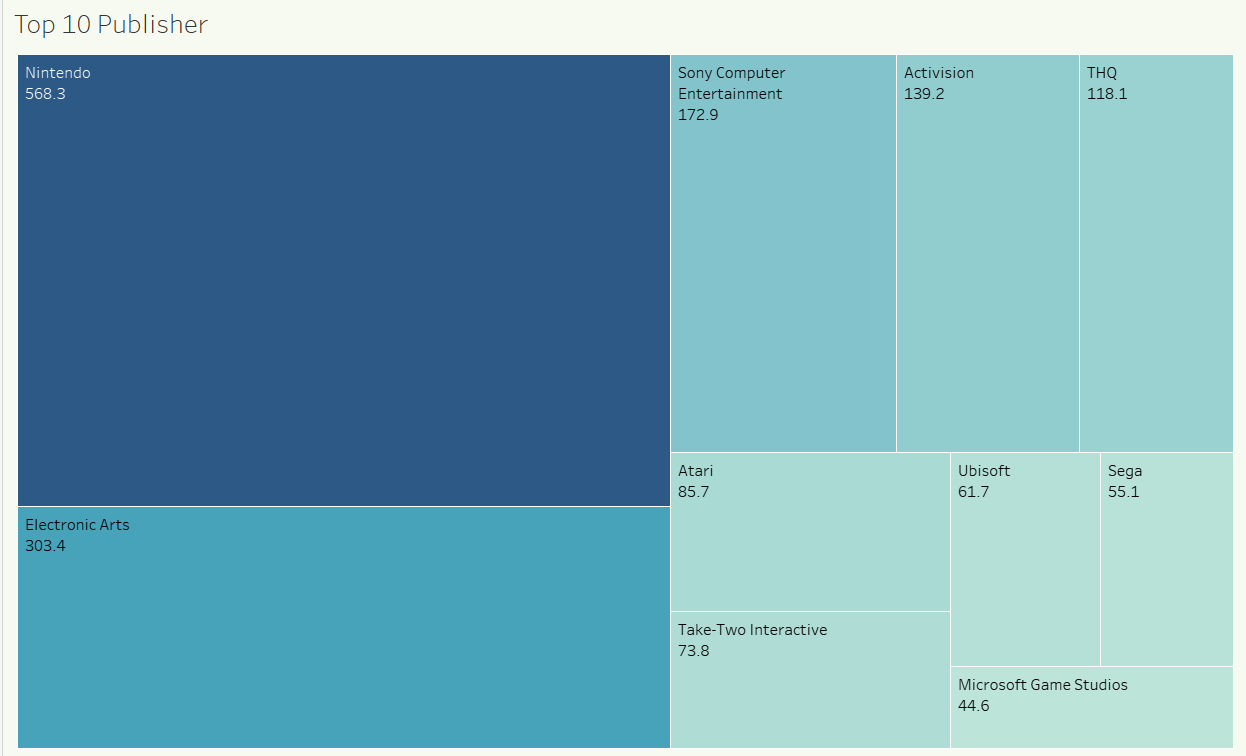 Top 10 Publisher
Nintendo
568.3
Electronic Arts
303.4
Sony Computer
Entertainment
172.9
Activision
139.2
THQ
118.1
Atari
85.7
Take-Two Interactive
73.8
Ubisoft
61.7
Sega
55.1
Microsoft Game Studios
44.6